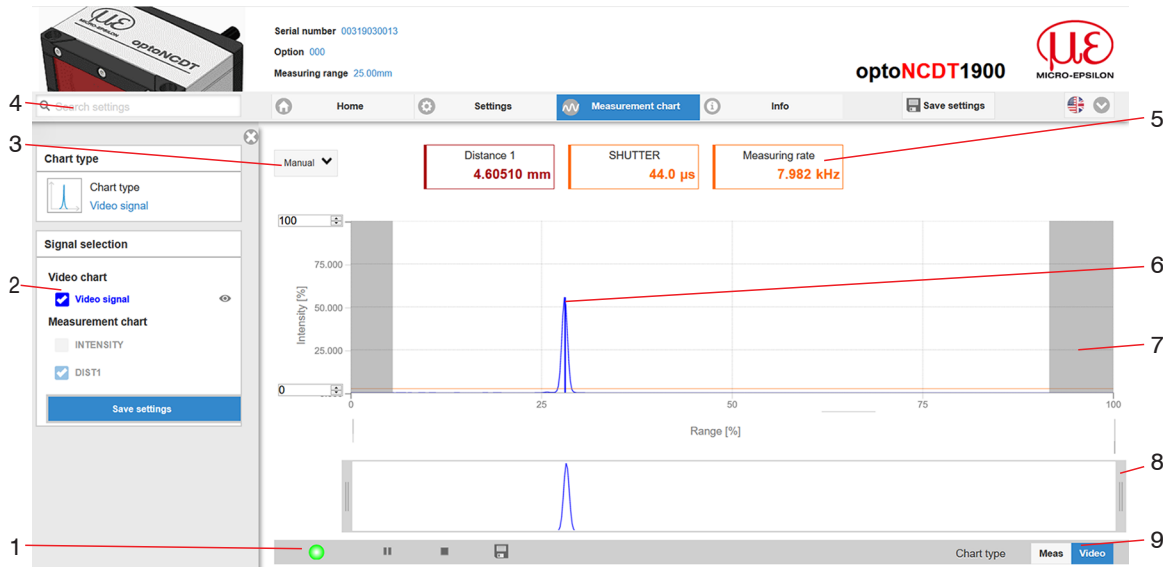 με
MICRO-EPSILON
optoNCDT
Serial number 00319030013
Option 000
Measuring range 25.00mm
optoNCDT1900
με
MICRO-EPSILON
4
Search settings
Home
Settings
Measurement chart
Info
Save settings
5
3
Chart type
Chart type
Video signal
Manual
Distance 1
4.60510 mm
SHUTTER
44.0 µs
Measuring rate
7.982 kHz
Signal selection
2
Video chart
Video signal
Measurement chart
INTENSITY
DIST1
Save settings
100
75.000
50.000
25.000
0
Intensity [%]
0
25
50
75
100
Range [%]
6
7
8
1
Chart type
Meas
Video
9